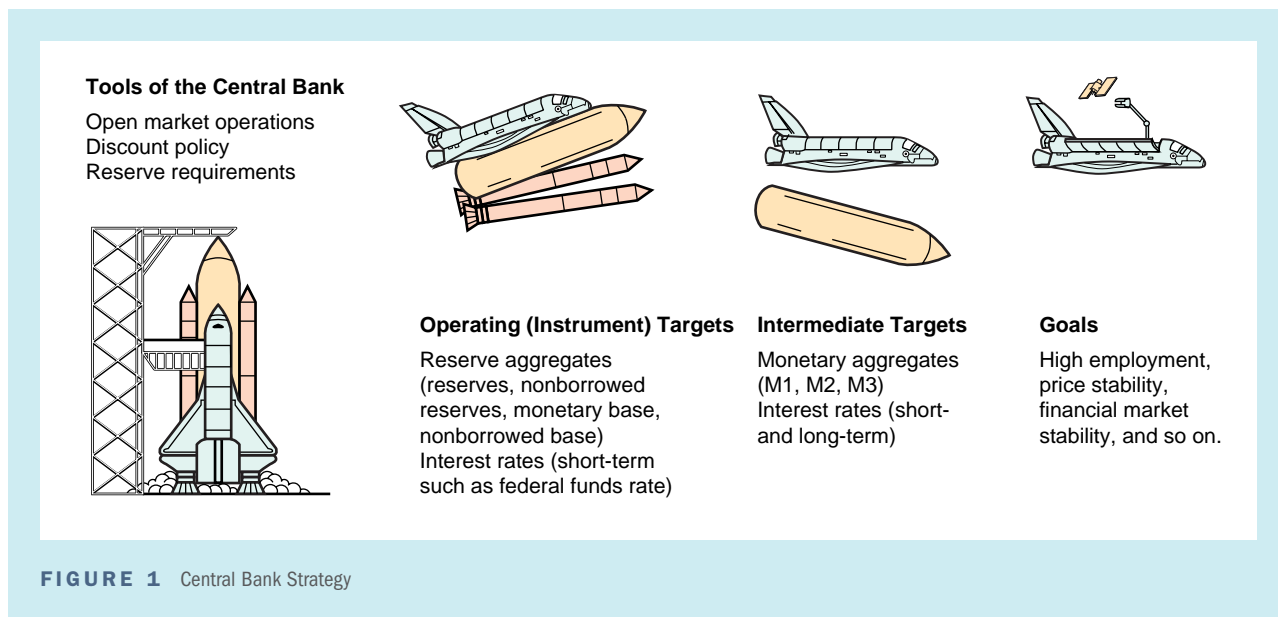 Tools of the Central Bank
Open market operations
Discount policy
Reserve requirements
Operating (Instrument) Targets
Reserve aggregates
(reserves, nonborrowed
reserves, monetary base,
nonborrowed base)
Interest rates (short-term
such as federal funds rate)
Intermediate Targets
Monetary aggregates
(M1, M2, M3)
Interest rates (short-
and long-term)
Goals
High employment,
price stability,
financial market
stability, and so on.
FIGURE 1 Central Bank Strategy